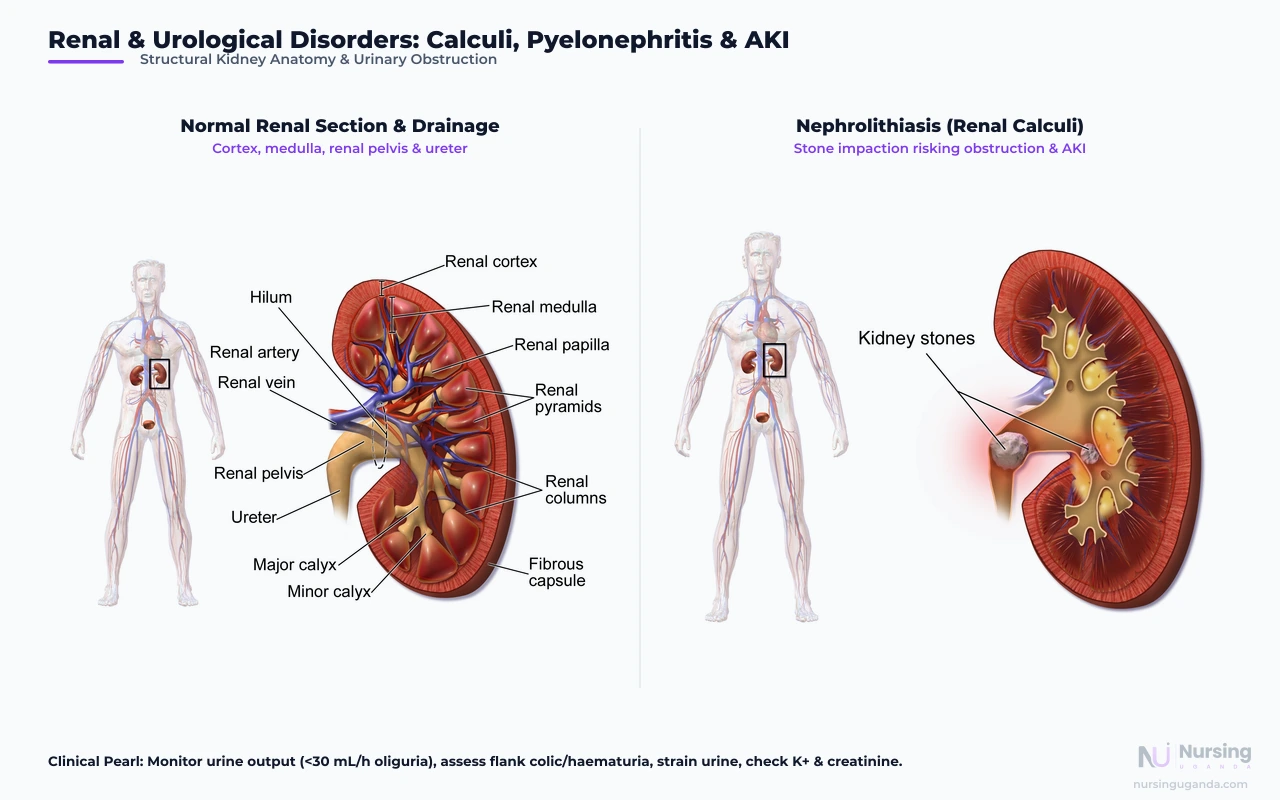 Renal & Urological Disorders: Calculi, Pyelonephritis & AKI
Structural Kidney Anatomy & Urinary Obstruction
Normal Renal Section & Drainage
Cortex, medulla, renal pelvis & ureter
Renal cortex
Hilum
Renal medulla
Renal artery
Renal papilla
Renal vein
Renal
pyramids
Renal pelvis
Renal
columns
Ureter
Major calyx
Fibrous
capsule
Minor calyx
Nephrolithiasis (Renal Calculi)
Stone impaction risking obstruction & AKI
Kidney stones
Clinical Pearl: Monitor urine output (<30 mL/h oliguria), assess flank colic/haematuria, strain urine, check K+ & creatinine.
NU Nursing
UGANDA
nursinguganda.com